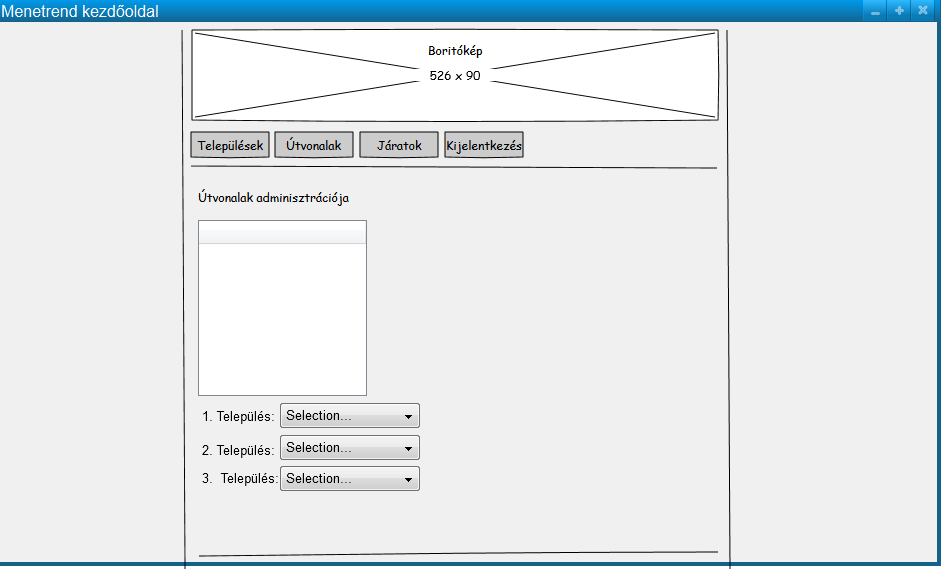 Menetrend kezdőoldal
Boritókép
526 x 90
Települések Útvonalak Járatok Kijelentkezés
Útvonalak adminisztrációja
1. Település: Selection...
2. Település: Selection...
3. Település: Selection...